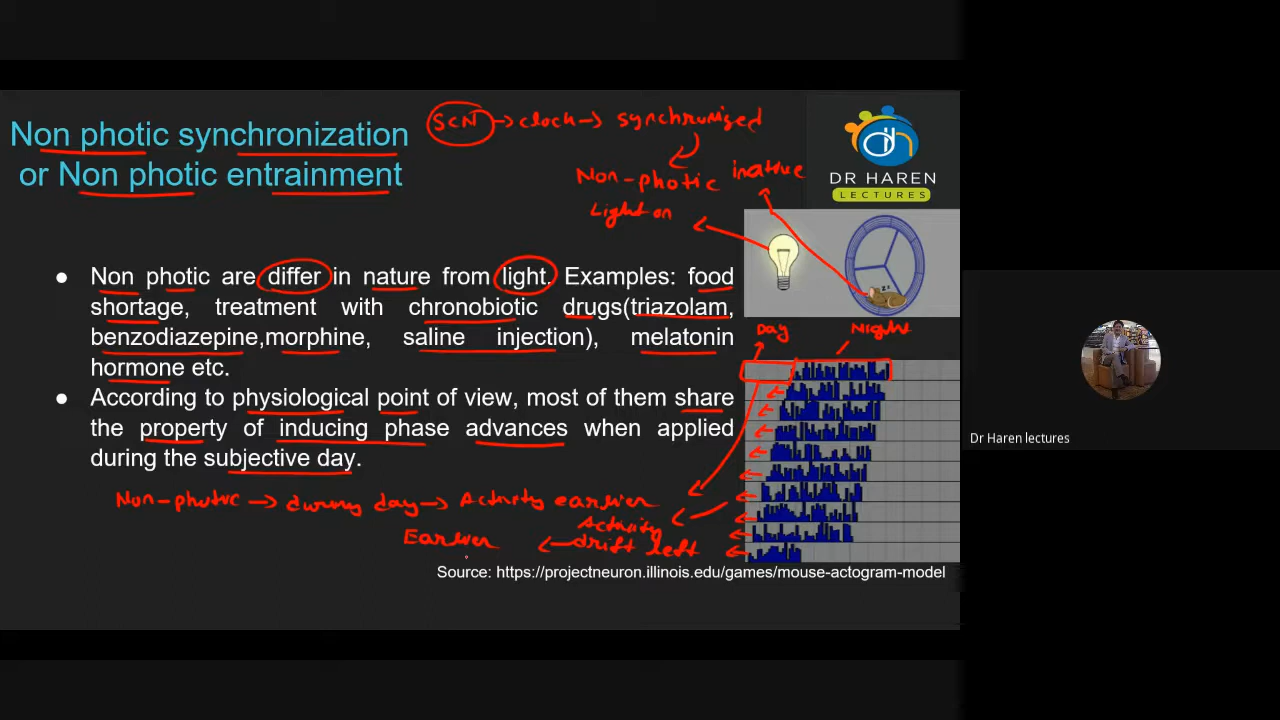 SCN → clock → synchronized
Non photic synchronization
or Non photic entrainment
Non-photic
inactive
Light on
DR HAREN
LECTURES
● Non photic are differ in nature from light. Examples: food
shortage, treatment with chronobiotic drugs(triazolam,
benzodiazepine,morphine, saline injection), melatonin
hormone etc.
● According to physiological point of view, most of them share
the property of inducing phase advances when applied
during the subjective day.
Day
Night
Non-photic → during day → Activity earlier
Activity
Earlier ← drift left
Source: https://projectneuron.illinois.edu/games/mouse-actogram-model
Dr Haren lectures